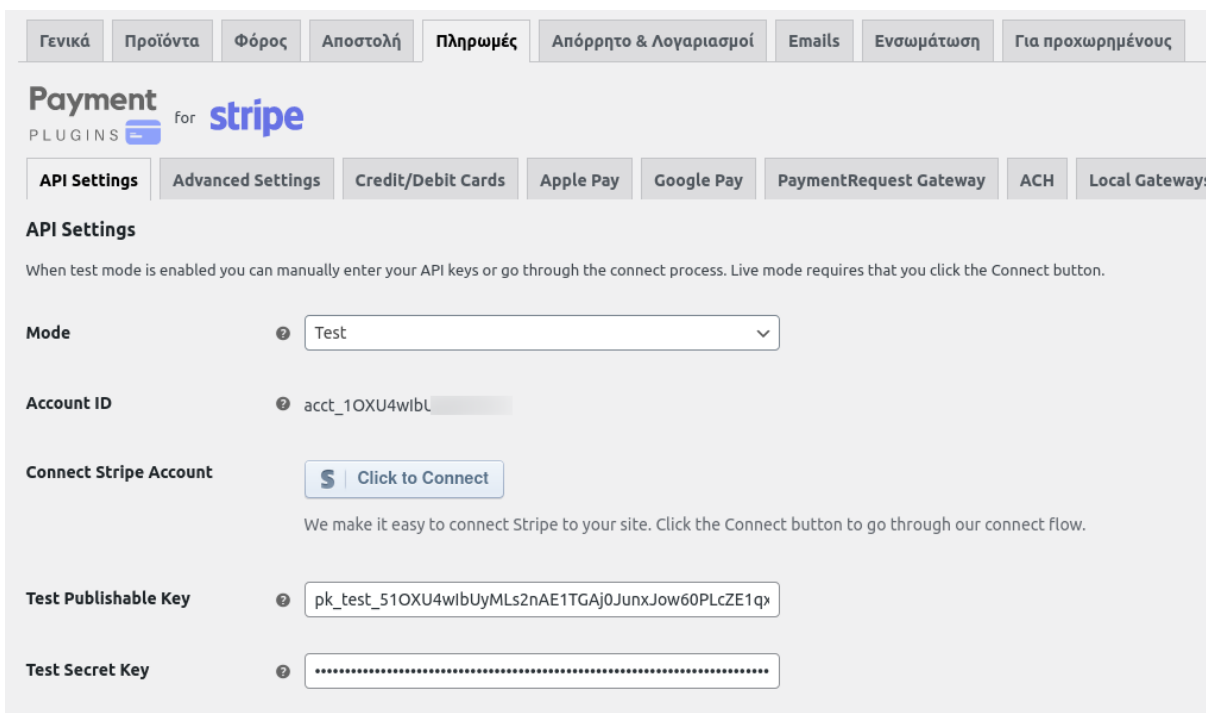 Γενικά Προϊόντα Φόρος Αποστολή Πληρωμές Απόρρητο & Λογαριασμοί Emails Ενσωμάτωση Για προχωρημένους
Payment
PLUGINS for stripe
API Settings Advanced Settings Credit/Debit Cards Apple Pay Google Pay PaymentRequest Gateway ACH Local Gateways
API Settings
When test mode is enabled you can manually enter your API keys or go through the connect process. Live mode requires that you click the Connect button.
Mode Test
Account ID acct_1OXU4wIbU
Connect Stripe Account S Click to Connect
We make it easy to connect Stripe to your site. Click the Connect button to go through our connect flow.
Test Publishable Key pk_test_51OXU4wIbUyMLs2nAE1TGAj0JunxJow60PLcZE1qx
Test Secret Key